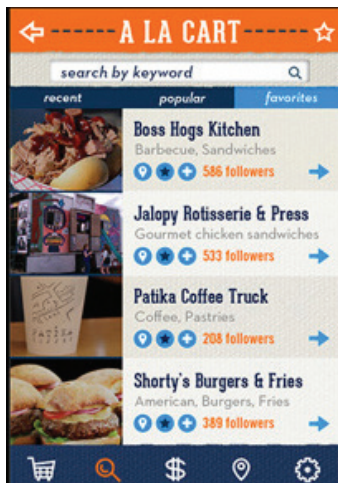 A LA CART
search by keyword
recent popular favorites
Boss Hogs Kitchen
Barbecue, Sandwiches
586 followers
Jalopy Rotisserie & Press
Gourmet chicken sandwiches
533 followers
PATIKA
Patika Coffee Truck
Coffee, Pastries
208 followers
Shorty's Burgers & Fries
American, Burgers, Fries
389 followers
$